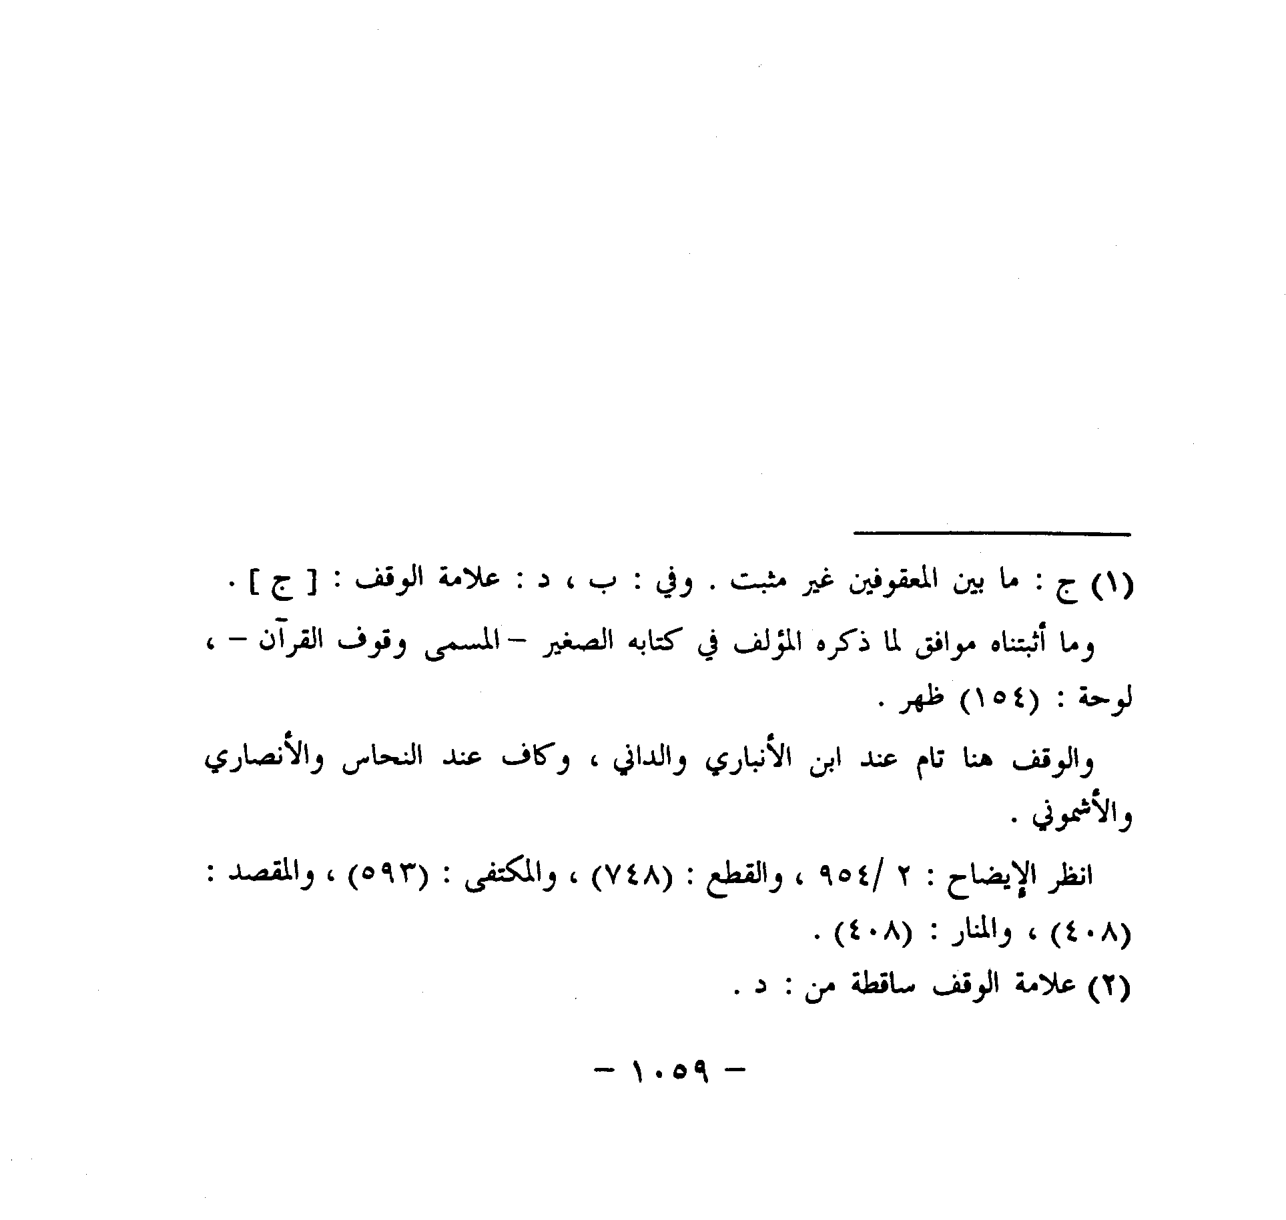 (١) ج : ما بين المعقوفين غير مثبت . وفي : ب ، د : علامة الوقف : [ ج ] .
وما أثبتناه موافق لما ذكره المؤلف في كتابه الصغير – المسمى وقوف القرآن – ،
لوحة : (١٥٤) ظهر .
والوقف هنا تام عند ابن الأنباري والداني ، وكاف عند النحاس والأنصاري
والأشموني .
انظر الإيضاح : ٢ /٩٥٤ ، والقطع : (٧٤٨) ، والمكتفى : (٥٩٣) ، والمقصد :
(٤٠٨) ، والمنار : (٤٠٨) .
(٢) علامة الوقف ساقطة من : د .
– ١٠٥٩ –